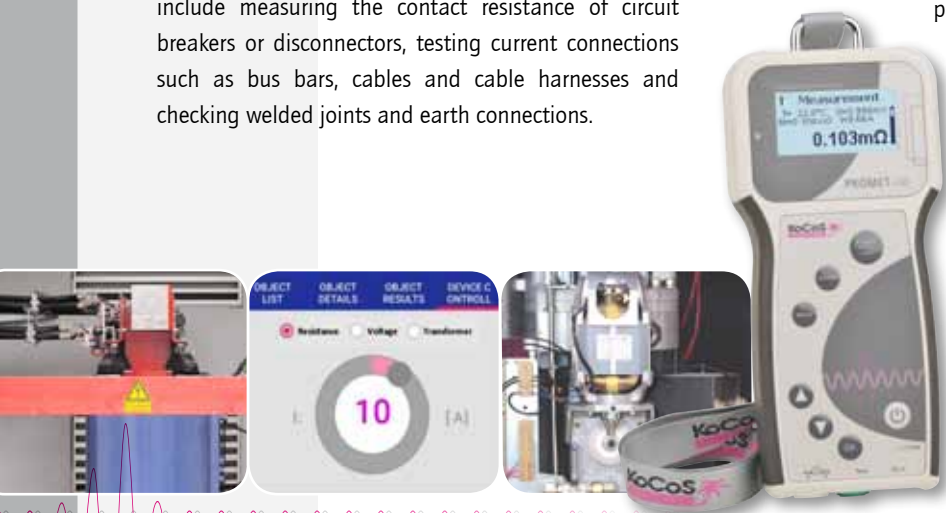 include measuring the contact resistance of circuit
breakers or disconnectors, testing current connections
such as bus bars, cables and cable harnesses and
checking welded joints and earth connections.
p
1 Measurement
0.103mΩ
PROMET
KoCoS
OBJECT LIST
OBJECT DETAILS
OBJECT RESULTS
DEVICE CONTROLL
Resistance Voltage Transformer
I: 10 [A]
KoCoS
KoCoS